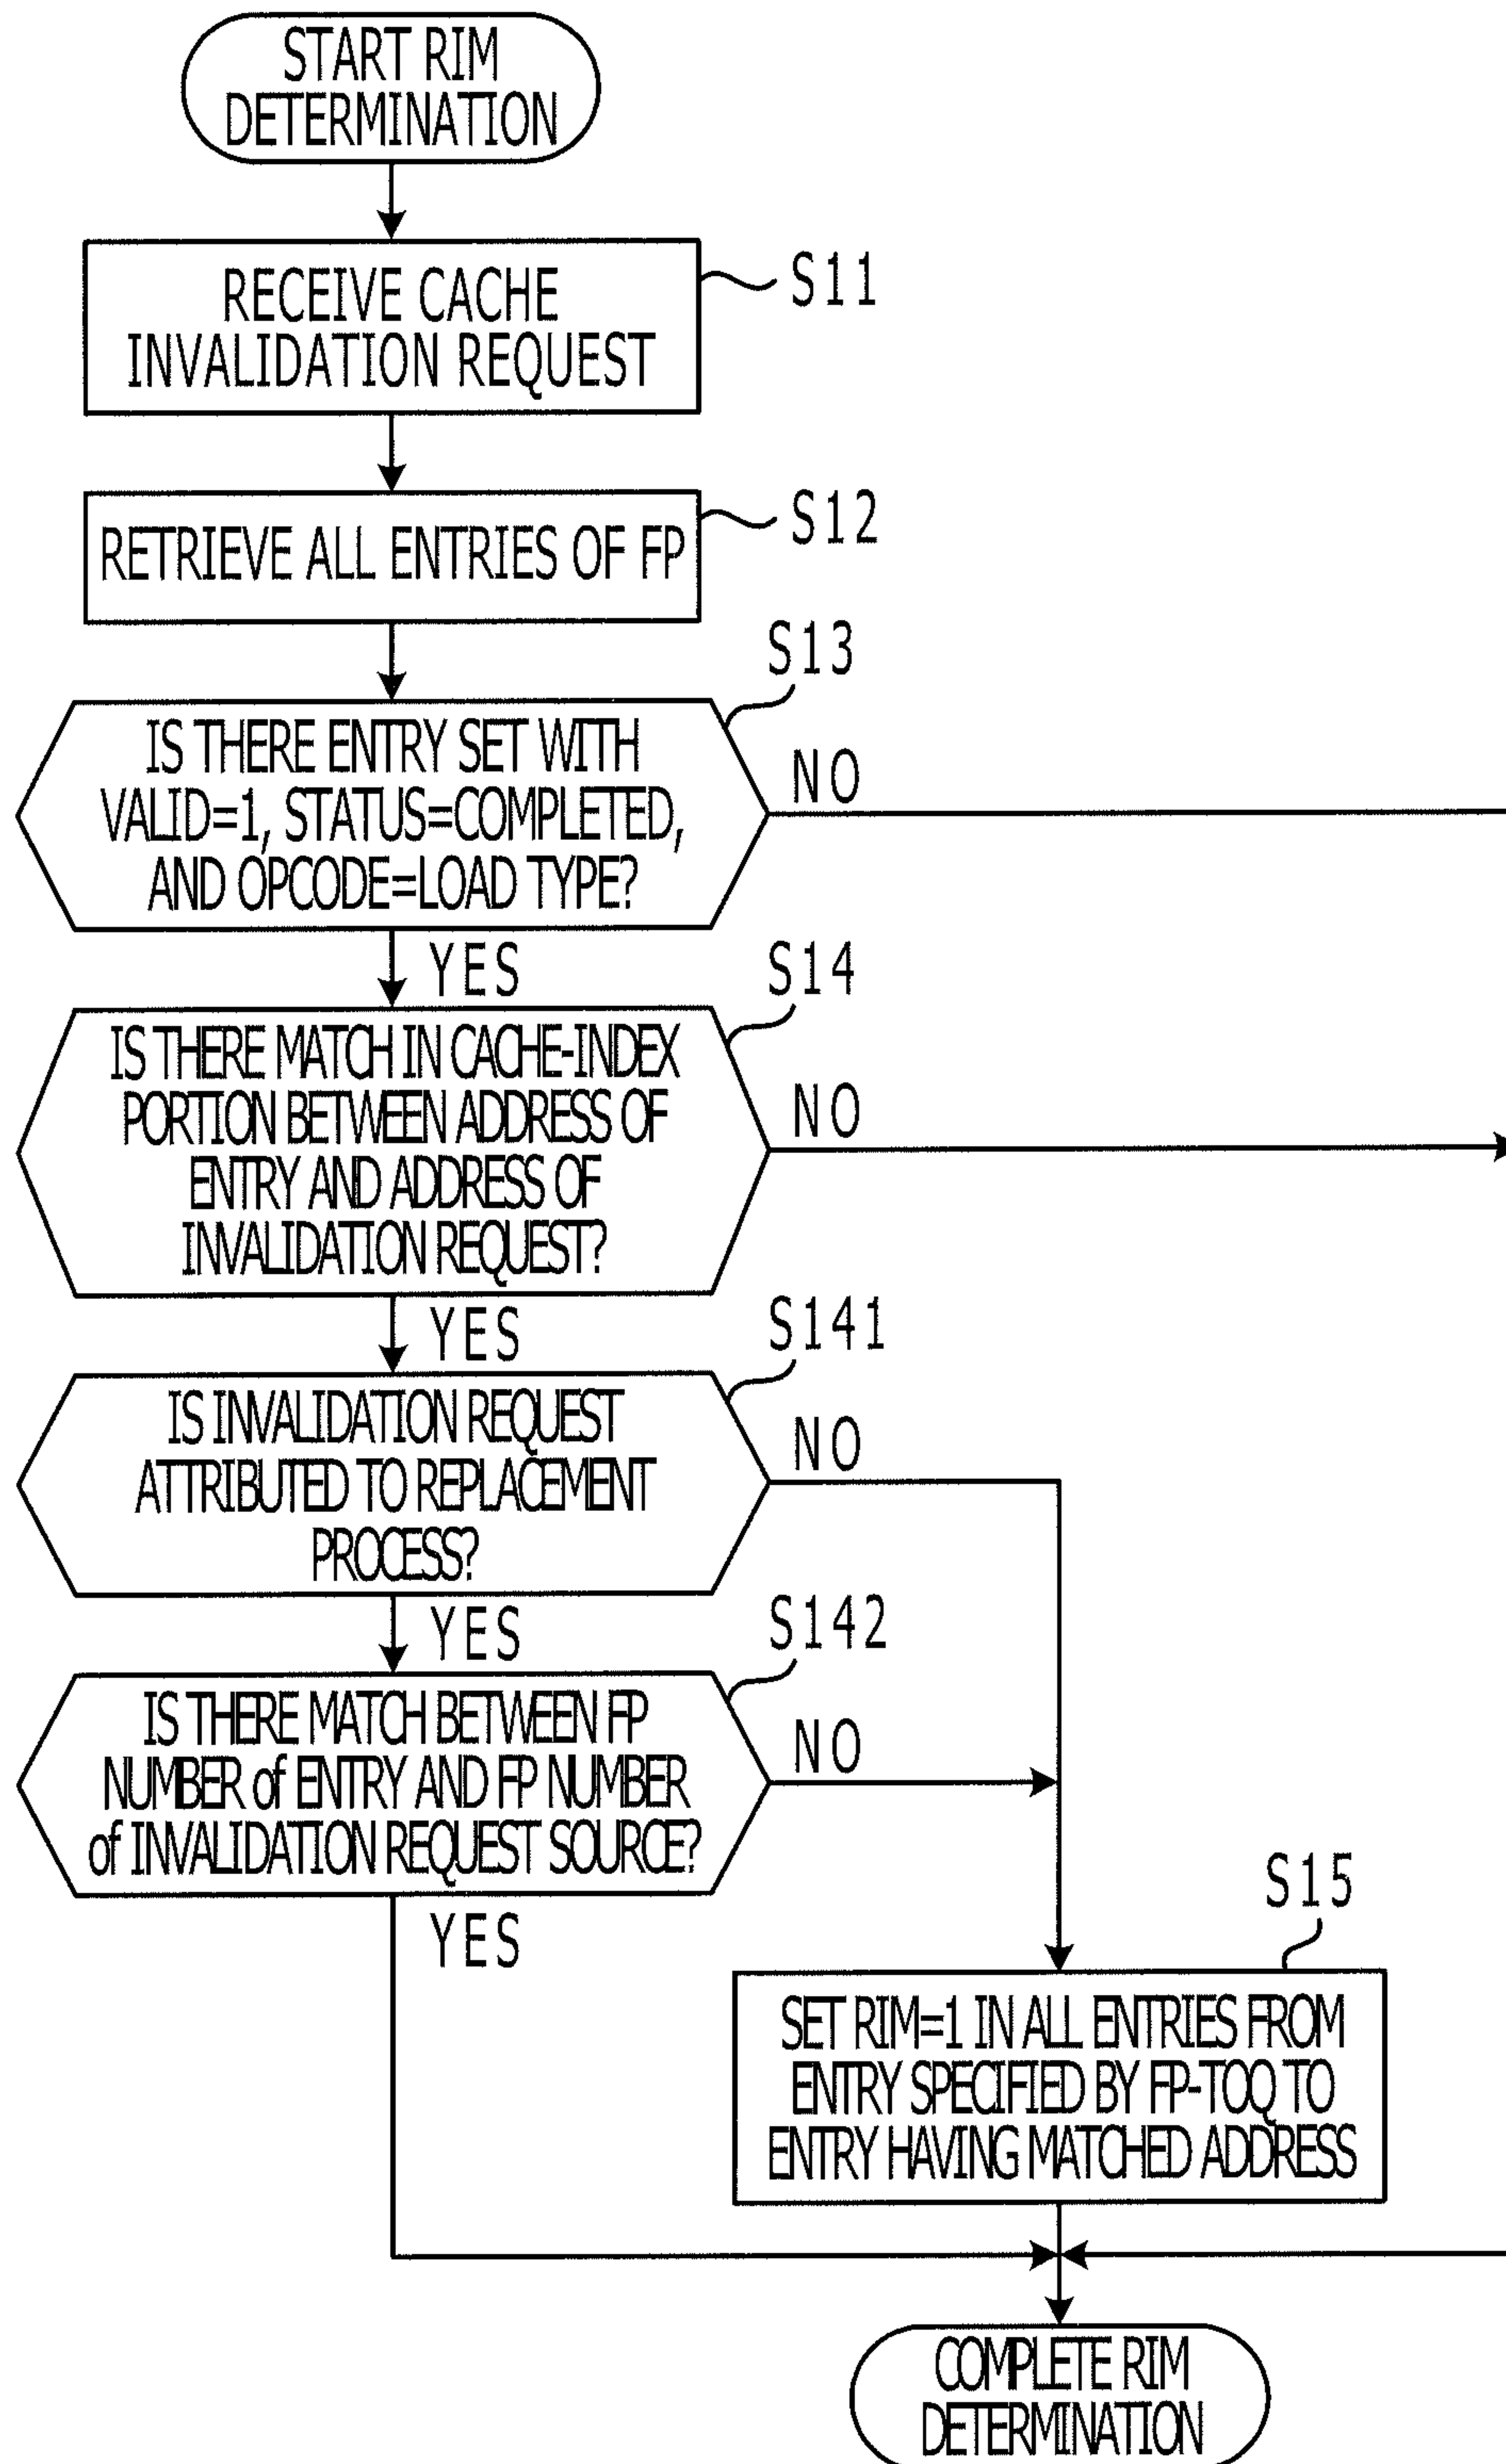 START RIM
DETERMINATION
RECEIVE CACHE
INVALIDATION REQUEST
S11
RETRIEVE ALL ENTRIES OF FP
S12
S13
IS THERE ENTRY SET WITH
VALID=1, STATUS=COMPLETED,
AND OPCODE=LOAD TYPE?
NO
YES
S14
IS THERE MATCH IN CACHE-INDEX
PORTION BETWEEN ADDRESS OF
ENTRY AND ADDRESS OF
INVALIDATION REQUEST?
NO
YES
S141
IS INVALIDATION REQUEST
ATTRIBUTED TO REPLACEMENT
PROCESS?
NO
YES
S142
IS THERE MATCH BETWEEN FP
NUMBER of ENTRY AND FP NUMBER
of INVALIDATION REQUEST SOURCE?
NO
YES
S15
SET RIM=1 IN ALL ENTRIES FROM
ENTRY SPECIFIED BY FP-TOQ TO
ENTRY HAVING MATCHED ADDRESS
COMPLETE RIM
DETERMINATION